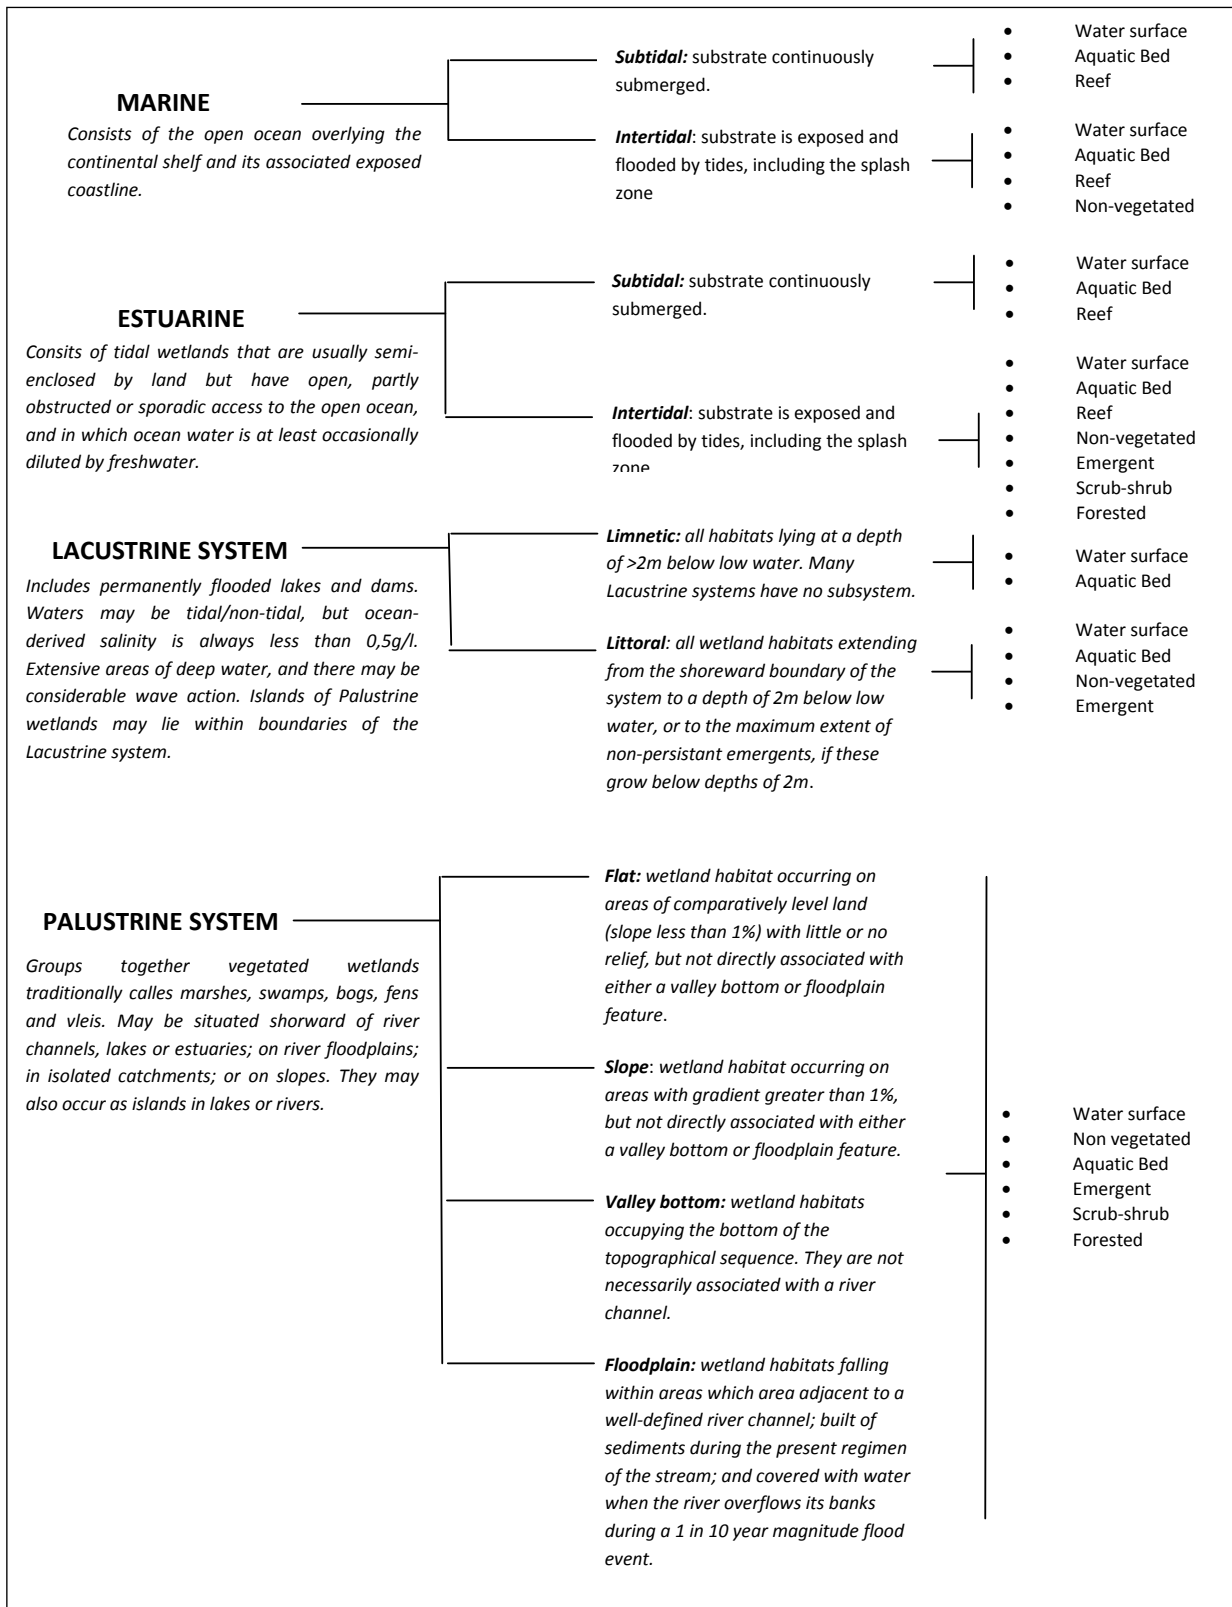 MARINE
Consists of the open ocean overlying the
continental shelf and its associated exposed
coastline.
Subtidal: substrate continuously
submerged.
• Water surface
• Aquatic Bed
• Reef
Intertidal: substrate is exposed and
flooded by tides, including the splash
zone
• Water surface
• Aquatic Bed
• Reef
• Non-vegetated
ESTUARINE
Consits of tidal wetlands that are usually semi-
enclosed by land but have open, partly
obstructed or sporadic access to the open ocean,
and in which ocean water is at least occasionally
diluted by freshwater.
Subtidal: substrate continuously
submerged.
• Water surface
• Aquatic Bed
• Reef
Intertidal: substrate is exposed and
flooded by tides, including the splash
zone
• Water surface
• Aquatic Bed
• Reef
• Non-vegetated
• Emergent
• Scrub-shrub
• Forested
LACUSTRINE SYSTEM
Includes permanently flooded lakes and dams.
Waters may be tidal/non-tidal, but ocean-
derived salinity is always less than 0,5g/l.
Extensive areas of deep water, and there may be
considerable wave action. Islands of Palustrine
wetlands may lie within boundaries of the
Lacustrine system.
Limnetic: all habitats lying at a depth
of >2m below low water. Many
Lacustrine systems have no subsystem.
• Water surface
• Aquatic Bed
Littoral: all wetland habitats extending
from the shoreward boundary of the
system to a depth of 2m below low
water, or to the maximum extent of
non-persistant emergents, if these
grow below depths of 2m.
• Water surface
• Aquatic Bed
• Non-vegetated
• Emergent
PALUSTRINE SYSTEM
Groups together vegetated wetlands
traditionally calles marshes, swamps, bogs, fens
and vleis. May be situated shorward of river
channels, lakes or estuaries; on river floodplains;
in isolated catchments; or on slopes. They may
also occur as islands in lakes or rivers.
Flat: wetland habitat occurring on
areas of comparatively level land
(slope less than 1%) with little or no
relief, but not directly associated with
either a valley bottom or floodplain
feature.
Slope: wetland habitat occurring on
areas with gradient greater than 1%,
but not directly associated with either
a valley bottom or floodplain feature.
Valley bottom: wetland habitats
occupying the bottom of the
topographical sequence. They are not
necessarily associated with a river
channel.
Floodplain: wetland habitats falling
within areas which area adjacent to a
well-defined river channel; built of
sediments during the present regimen
of the stream; and covered with water
when the river overflows its banks
during a 1 in 10 year magnitude flood
event.
• Water surface
• Non vegetated
• Aquatic Bed
• Emergent
• Scrub-shrub
• Forested